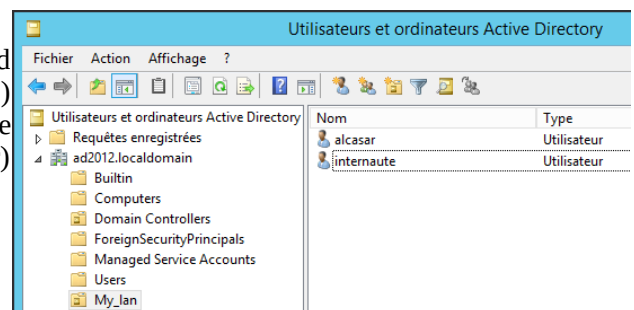 Utilisateurs et ordinateurs Active Directory
Fichier Action Affichage ?
d
)
e
)
Utilisateurs et ordinateurs Active Directory
Requêtes enregistrées
ad2012.localdomain
Builtin
Computers
Domain Controllers
ForeignSecurityPrincipals
Managed Service Accounts
Users
My_lan
Nom Type
alcasar Utilisateur
internaute Utilisateur